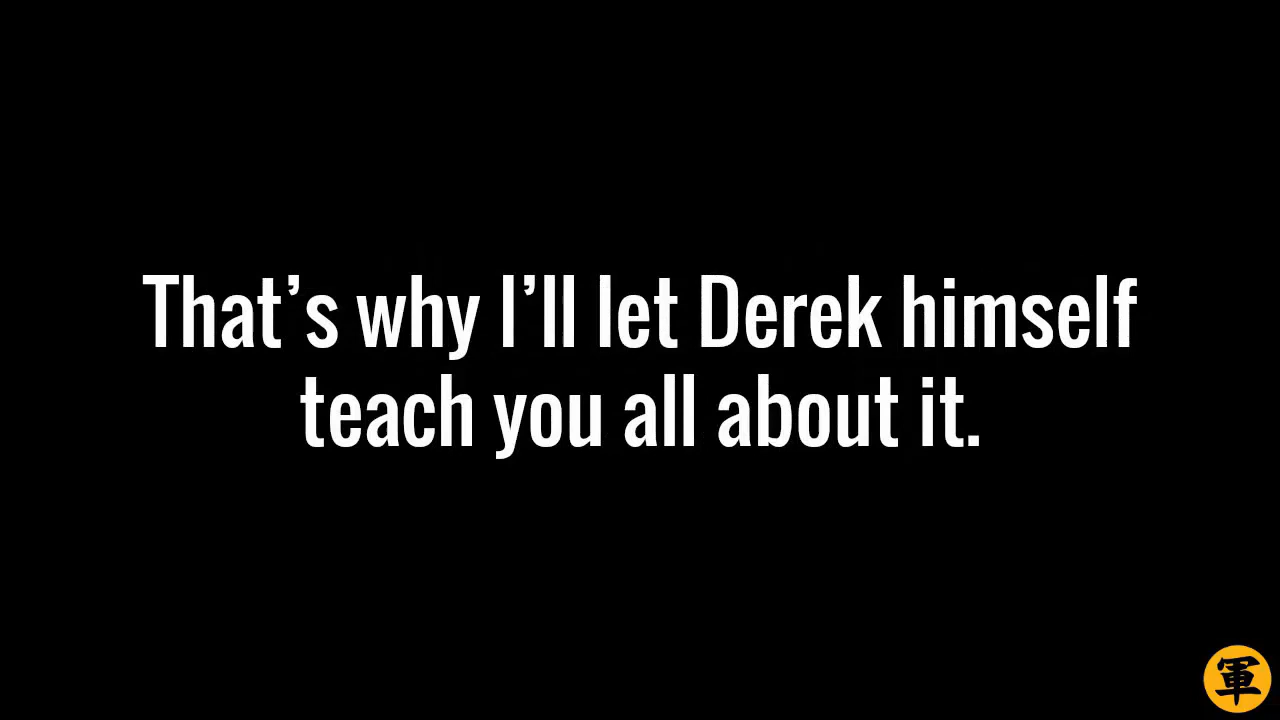 That’s why I’ll let Derek himself
teach you all about it.
軍